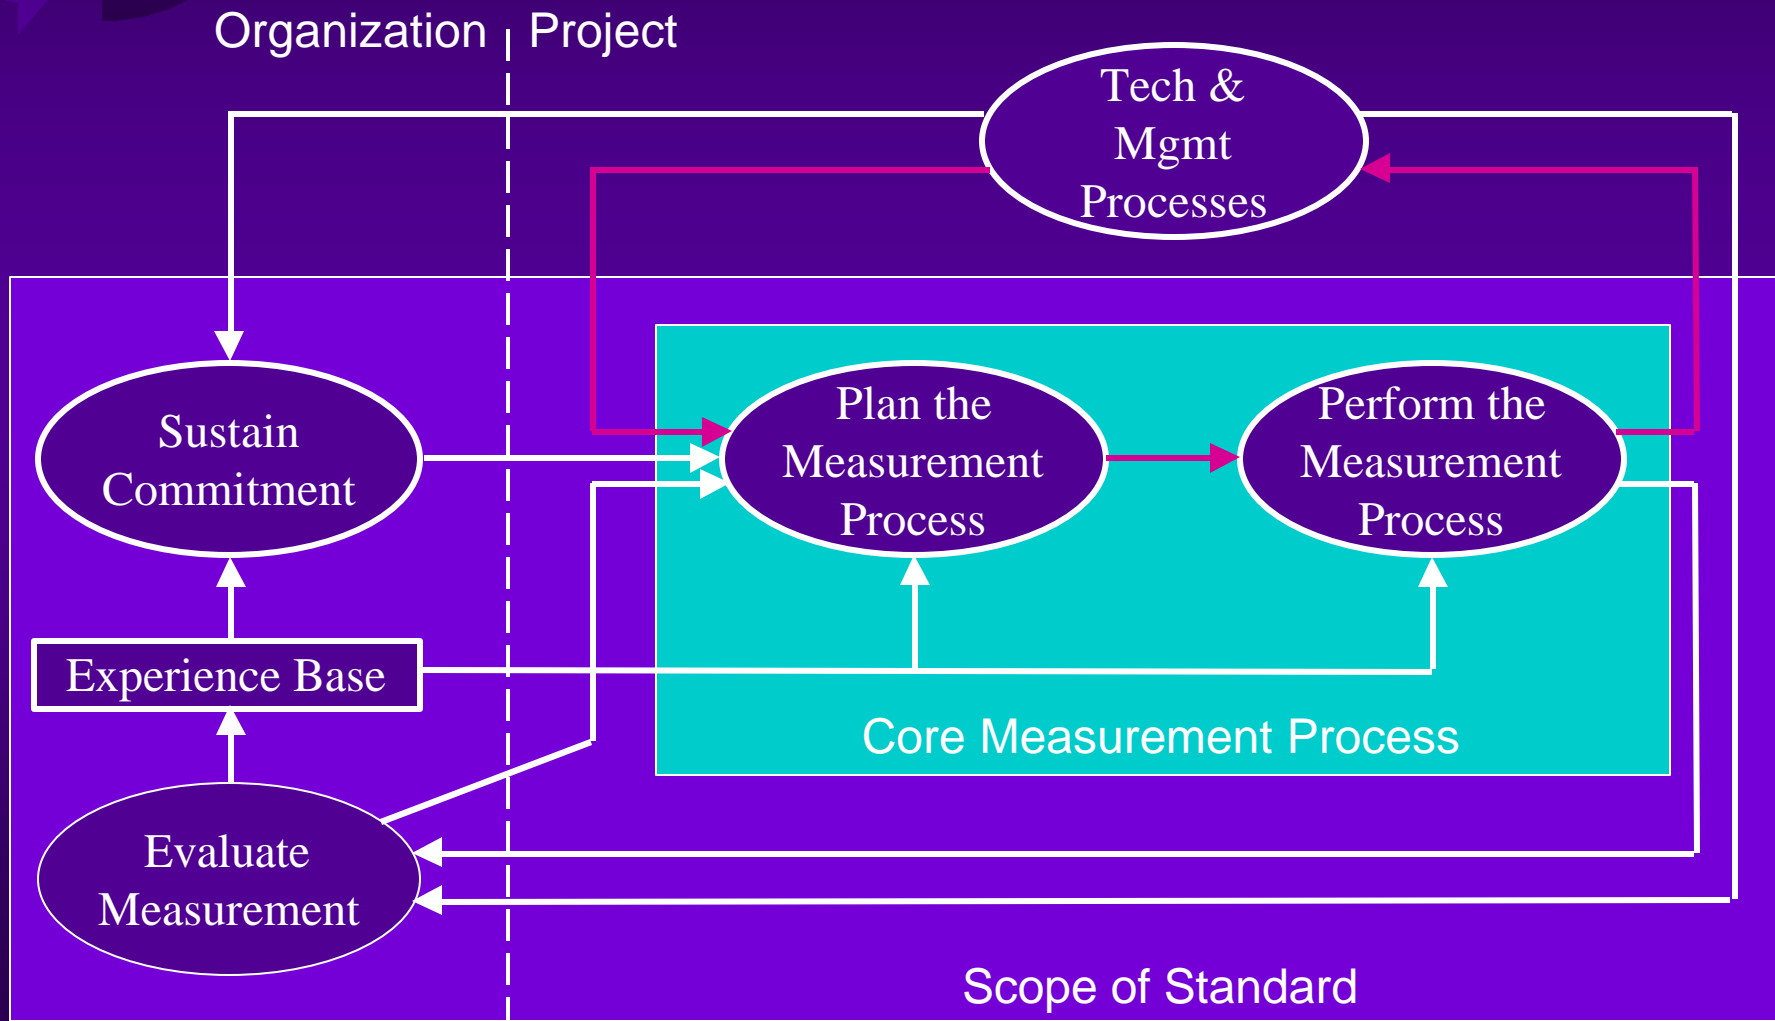 Organization
Project
Tech &
Mgmt
Processes
Sustain
Commitment
Plan the
Measurement
Process
Perform the
Measurement
Process
Experience Base
Core Measurement Process
Evaluate
Measurement
Scope of Standard